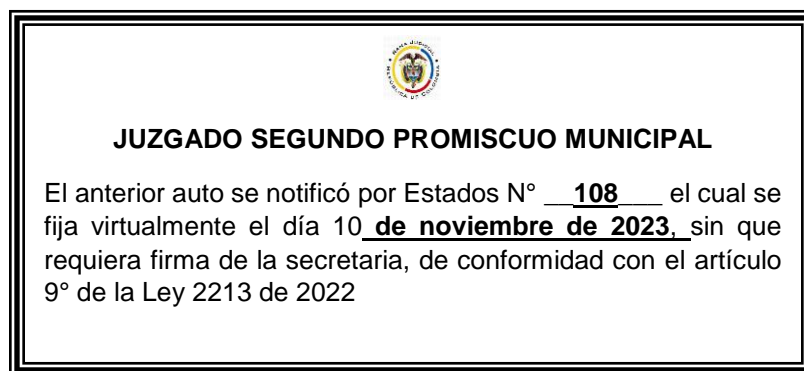 JUZGADO SEGUNDO PROMISCUO MUNICIPAL
El anterior auto se notificó por Estados N° __108___ el cual se
fija virtualmente el día 10 de noviembre de 2023, sin que
requiera firma de la secretaria, de conformidad con el artículo
9° de la Ley 2213 de 2022